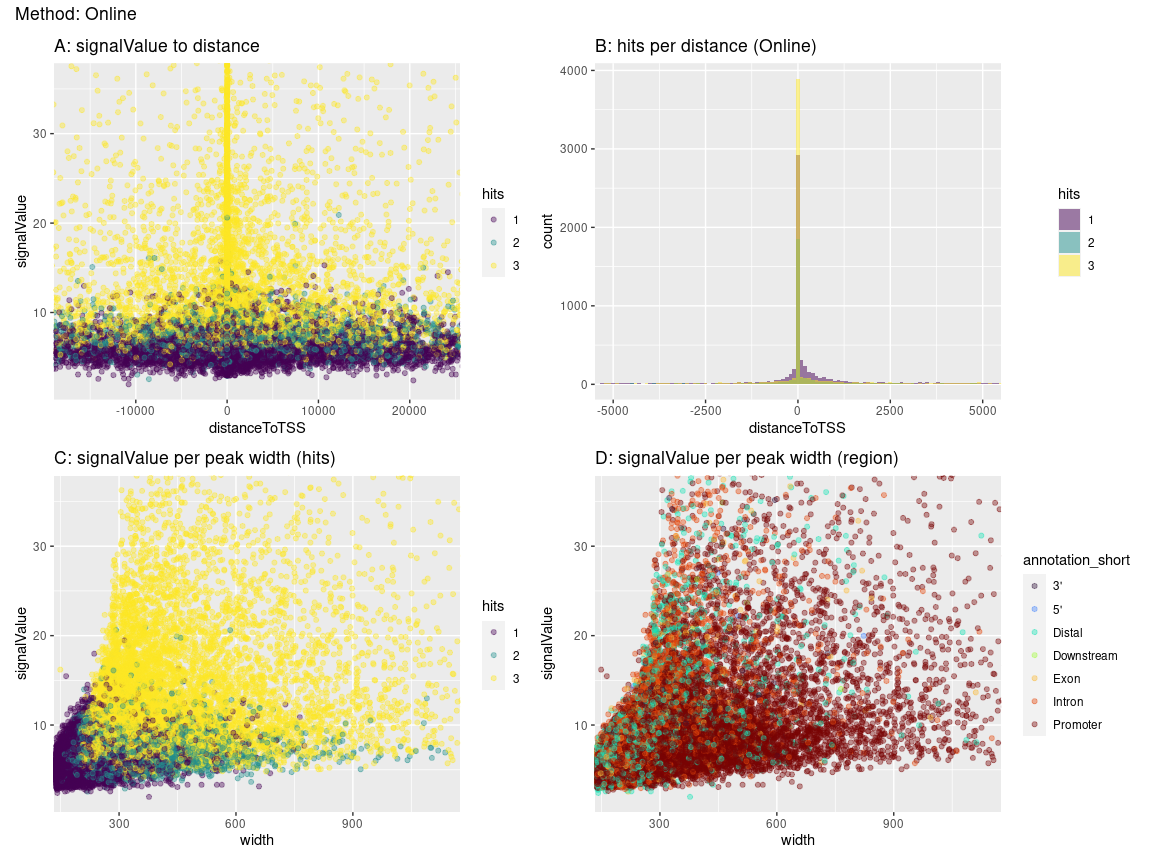 Method: Online
A: signalValue to distance
signalValue
30
20
10
-10000
0
10000
20000
distanceToTSS
hits
1
2
3
B: hits per distance (Online)
count
4000
3000
2000
1000
0
-5000
-2500
0
2500
5000
distanceToTSS
hits
1
2
3
C: signalValue per peak width (hits)
signalValue
30
20
10
300
600
900
width
hits
1
2
3
D: signalValue per peak width (region)
signalValue
30
20
10
300
600
900
width
annotation_short
3'
5'
Distal
Downstream
Exon
Intron
Promoter